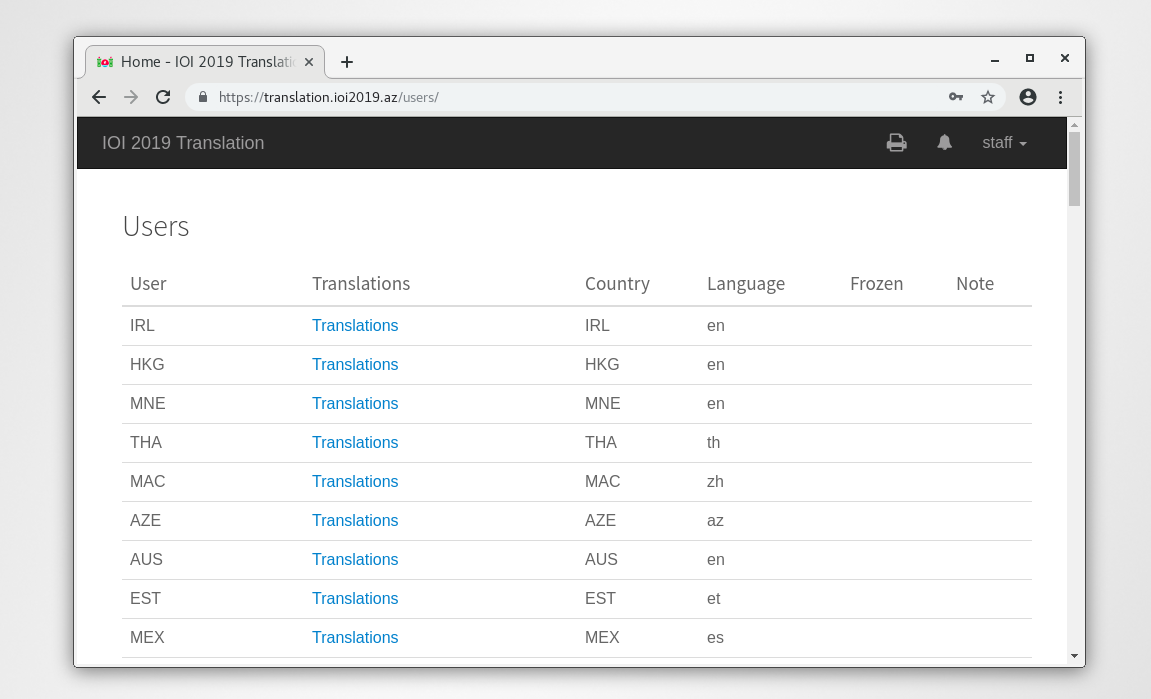 Home - IOI 2019 Translati
https://translation.ioi2019.az/users/
IOI 2019 Translation staff
Users
User Translations Country Language Frozen Note
IRL Translations IRL en
HKG Translations HKG en
MNE Translations MNE en
THA Translations THA th
MAC Translations MAC zh
AZE Translations AZE az
AUS Translations AUS en
EST Translations EST et
MEX Translations MEX es